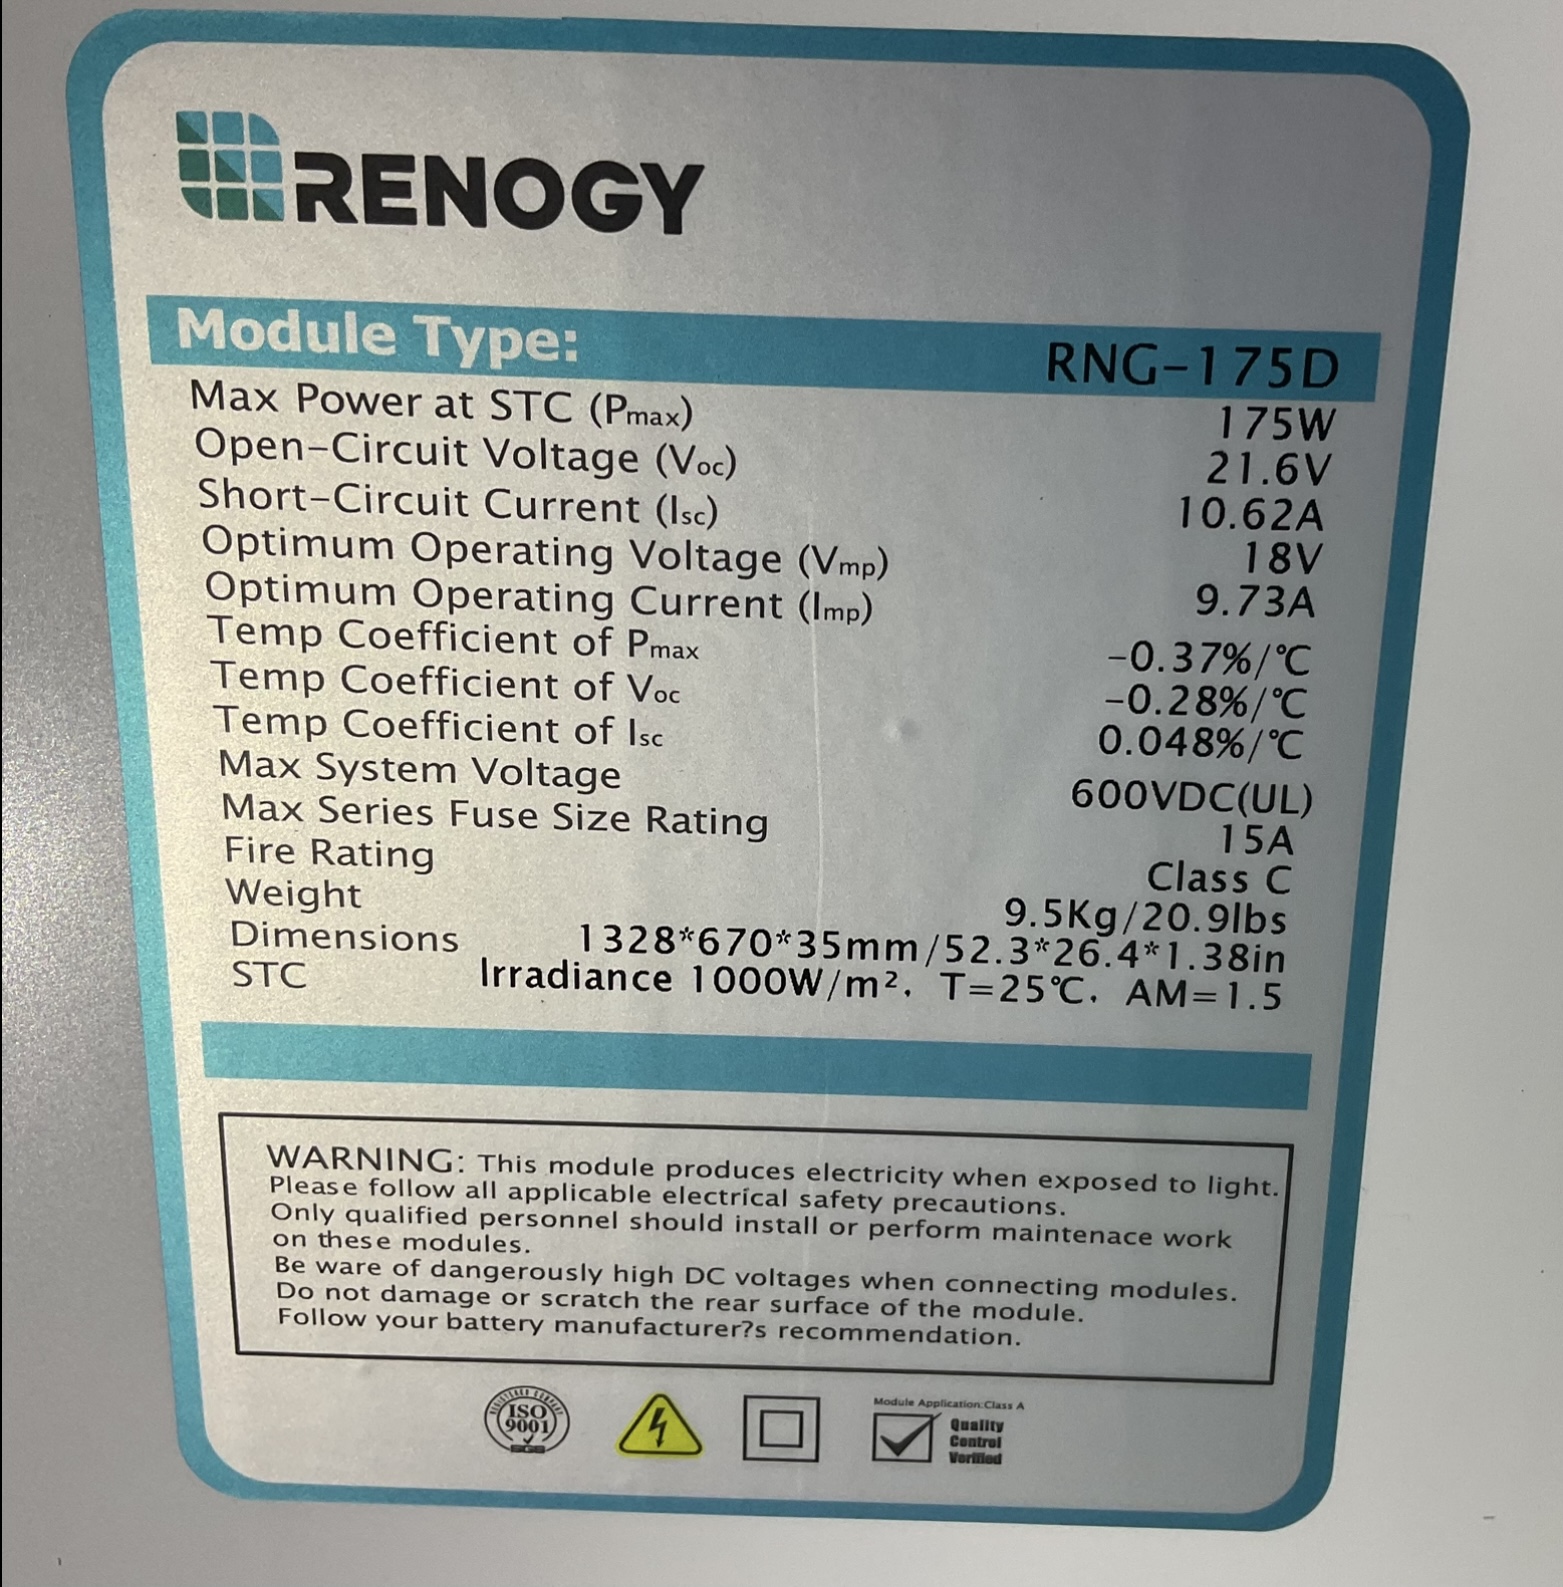 RENOGY
Module Type: RNG-175D
Max Power at STC (Pmax) 175W
Open-Circuit Voltage (Voc) 21.6V
Short-Circuit Current (Isc) 10.62A
Optimum Operating Voltage (Vmp) 18V
Optimum Operating Current (Imp) 9.73A
Temp Coefficient of Pmax -0.37%/℃
Temp Coefficient of Voc -0.28%/℃
Temp Coefficient of Isc 0.048%/℃
Max System Voltage 600VDC(UL)
Max Series Fuse Size Rating 15A
Fire Rating Class C
Weight 9.5Kg/20.9lbs
Dimensions 1328*670*35mm/52.3*26.4*1.38in
STC Irradiance 1000W/m², T=25℃, AM=1.5
WARNING: This module produces electricity when exposed to light.
Please follow all applicable electrical safety precautions.
Only qualified personnel should install or perform maintenace work
on these modules.
Be ware of dangerously high DC voltages when connecting modules.
Do not damage or scratch the rear surface of the module.
Follow your battery manufacturer?s recommendation.
REGISTERED COMPANY
ISO
9001
SGS
Module Application:Class A
Quality
Control
Verified